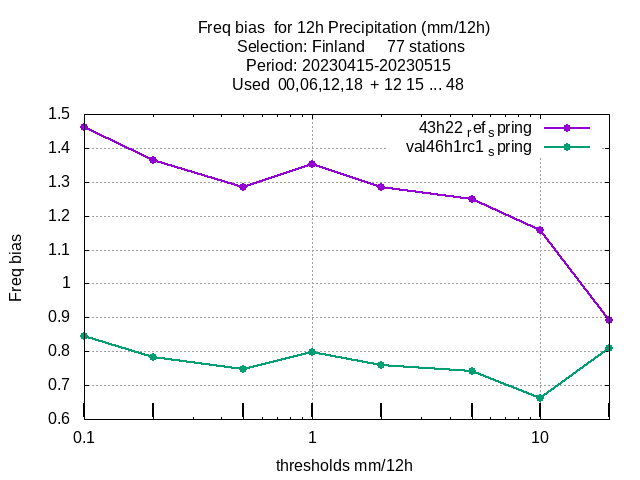 Freq bias  for 12h Precipitation (mm/12h)
Selection: Finland     77 stations
Period: 20230415-20230515
Used  00,06,12,18  + 12 15 ... 48
43h22 ref spring
val46h1rc1 spring
Freq bias
1.5
1.4
1.3
1.2
1.1
1
0.9
0.8
0.7
0.6
0.1 1 10
thresholds mm/12h